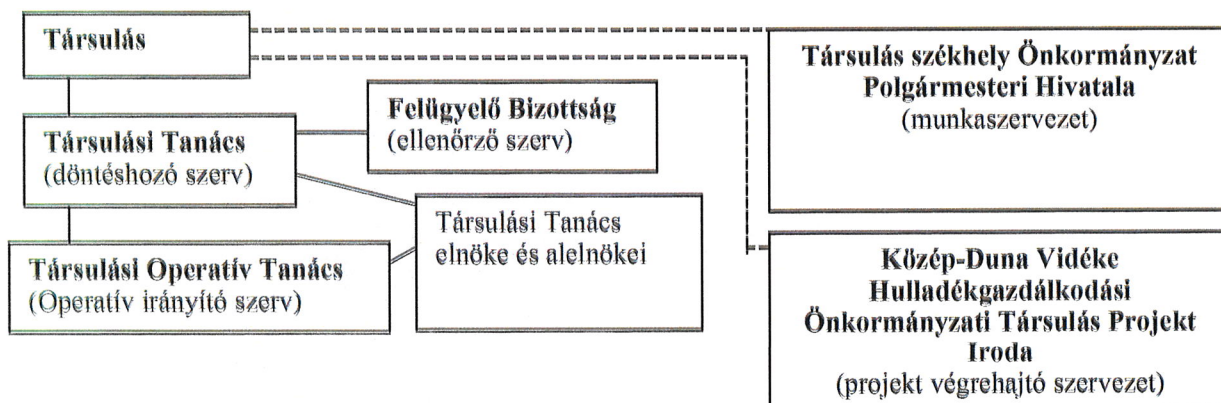 Társulás
Társulási Tanács
(döntéshozó szerv)
Társulási Operatív Tanács
(Operatív irányító szerv)
Felügyelő Bizottság
(ellenőrző szerv)
Társulási Tanács
elnöke és alelnökei
Társulás székhely Önkormányzat
Polgármesteri Hivatala
(munkaszervezet)
Közép-Duna Vidéke
Hulladékgazdálkodási
Önkormányzati Társulás Projekt
Iroda
(projekt végrehajtó szervezet)